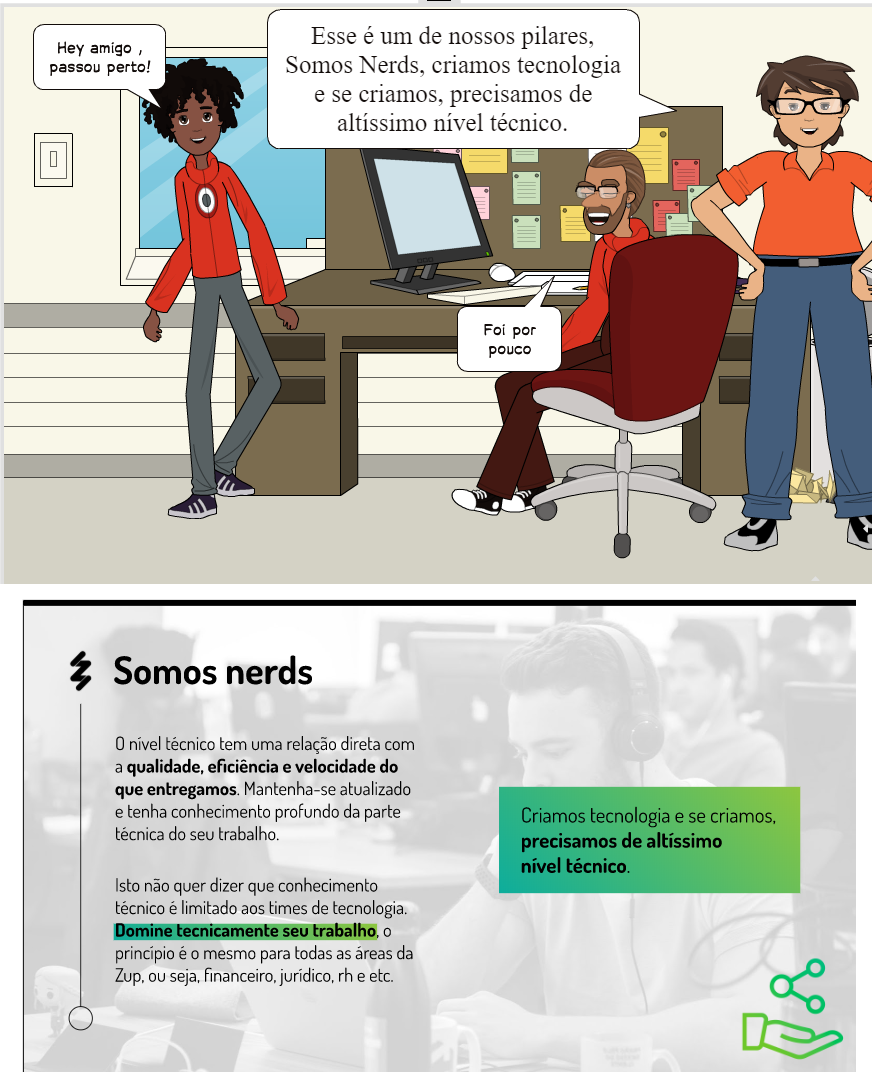 Hey amigo ,
passou perto!
Esse é um de nossos pilares,
Somos Nerds, criamos tecnologia
e se criamos, precisamos de
altíssimo nível técnico.
Foi por
pouco
Somos nerds
O nível técnico tem uma relação direta com
a qualidade, eficiência e velocidade do
que entregamos. Mantenha-se atualizado
e tenha conhecimento profundo da parte
técnica do seu trabalho.
Isto não quer dizer que conhecimento
técnico é limitado aos times de tecnologia.
Domine tecnicamente seu trabalho, o
princípio é o mesmo para todas as áreas da
Zup, ou seja, financeiro, jurídico, rh e etc.
Criamos tecnologia e se criamos,
precisamos de altíssimo
nível técnico.